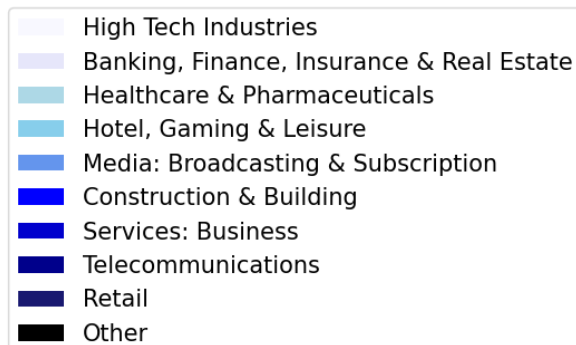 High Tech Industries
Banking, Finance, Insurance & Real Estate
Healthcare & Pharmaceuticals
Hotel, Gaming & Leisure
Media: Broadcasting & Subscription
Construction & Building
Services: Business
Telecommunications
Retail
Other